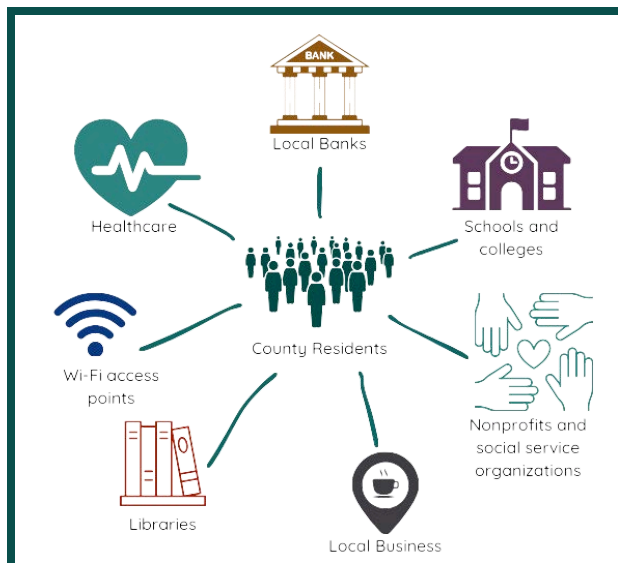 BANK
Local Banks
Healthcare
Schools and
colleges
County Residents
Wi-Fi access
points
Nonprofits and
social service
organizations
Libraries
Local Business